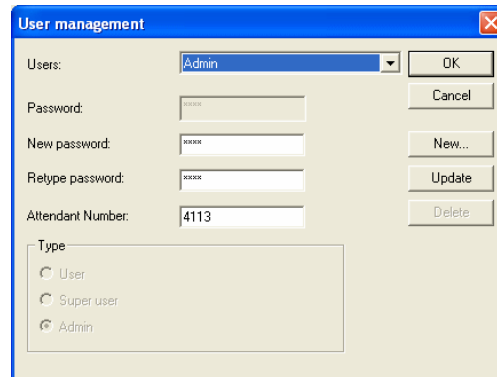 User management
Users:
Admin
OK
Cancel
Password:
××××
New password:
××××
New...
Retype password:
××××
Update
Attendant Number:
4113
Delete
Type
User
Super user
Admin